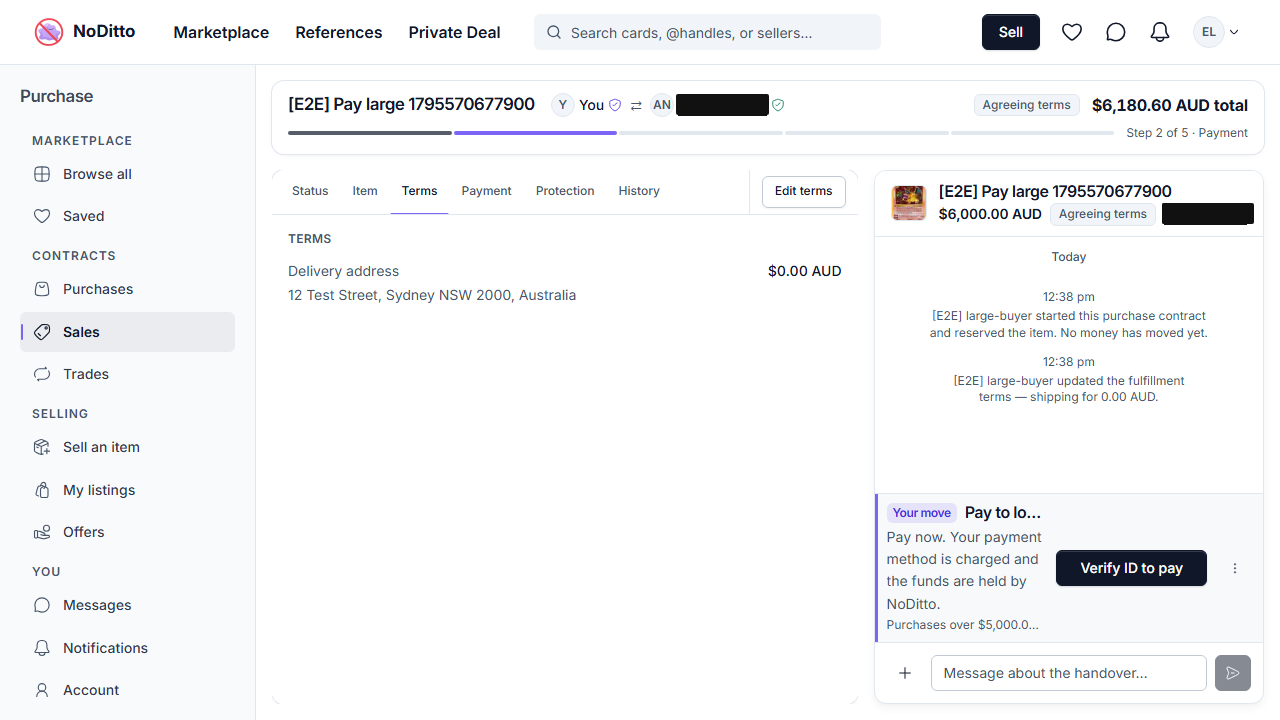 NoDitto
Marketplace
References
Private Deal
Search cards, @handles, or sellers...
Sell
EL
Purchase
MARKETPLACE
Browse all
Saved
CONTRACTS
Purchases
Sales
Trades
SELLING
Sell an item
My listings
Offers
YOU
Messages
Notifications
Account
[E2E] Pay large 1795570677900
Y You
AN
Agreeing terms
$6,180.60 AUD total
Step 2 of 5 · Payment
Status
Item
Terms
Payment
Protection
History
Edit terms
TERMS
Delivery address
$0.00 AUD
12 Test Street, Sydney NSW 2000, Australia
[E2E] Pay large 1795570677900
$6,000.00 AUD
Agreeing terms
Today
12:38 pm
[E2E] large-buyer started this purchase contract
and reserved the item. No money has moved yet.
12:38 pm
[E2E] large-buyer updated the fulfillment
terms — shipping for 0.00 AUD.
Your move
Pay to lo...
Pay now. Your payment
method is charged and
the funds are held by
NoDitto.
Purchases over $5,000.0...
Verify ID to pay
Message about the handover...